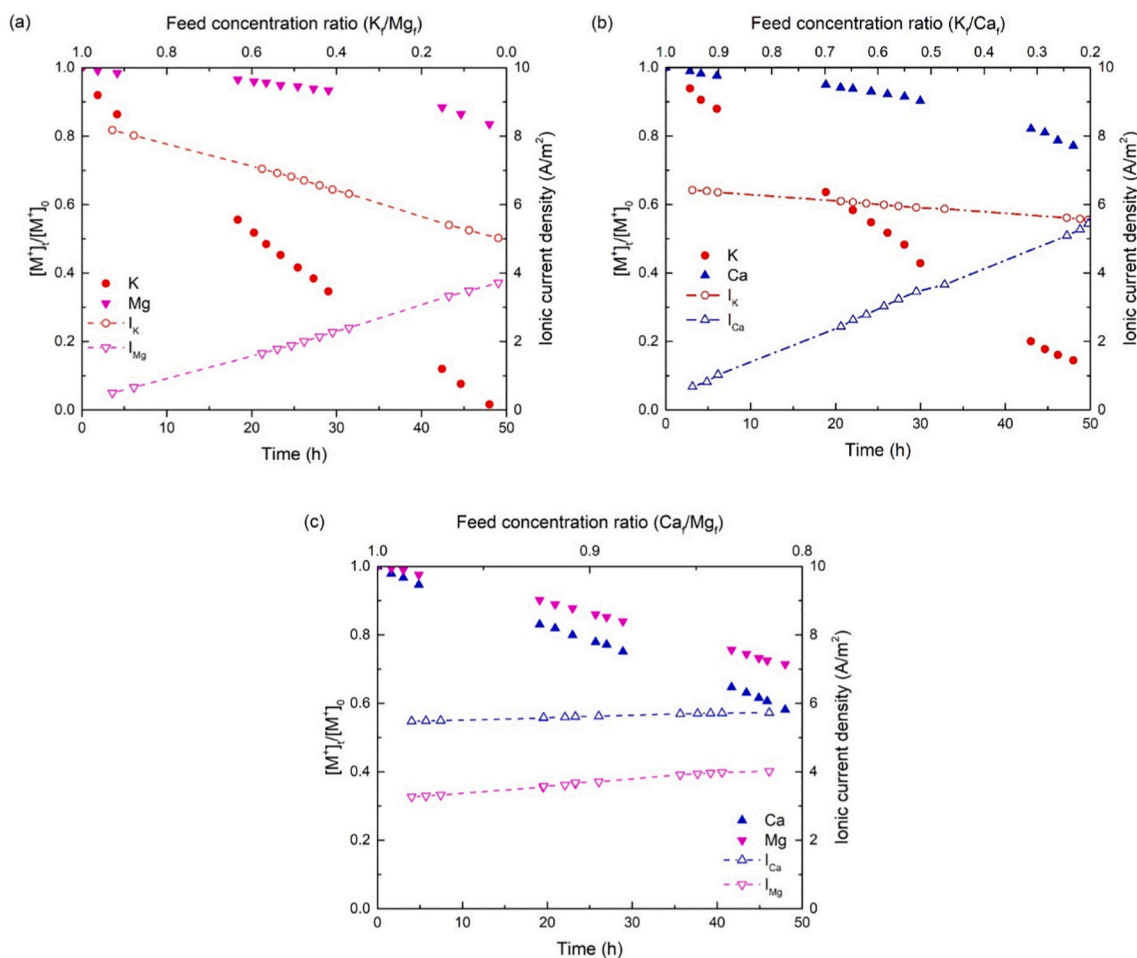 (a)
Feed concentration ratio (K_f/Mg_f)
1.0 0.8 0.6 0.4 0.2 0.0
1.0 10
0.8 8
0.6 6
0.4 4
0.2 2
0.0 0
[M⁺]_t/[M⁺]_0
Ionic current density (A/m²)
K
Mg
I_K
I_Mg
0 10 20 30 40 50
Time (h)
(b)
Feed concentration ratio (K_f/Ca_f)
1.0 0.9 0.8 0.7 0.6 0.5 0.4 0.3 0.2
1.0 10
0.8 8
0.6 6
0.4 4
0.2 2
0.0 0
[M⁺]_t/[M⁺]_0
Ionic current density (A/m²)
K
Ca
I_K
I_Ca
0 10 20 30 40 50
Time (h)
(c)
Feed concentration ratio (Ca_f/Mg_f)
1.0 0.9 0.8
1.0 10
0.8 8
0.6 6
0.4 4
0.2 2
0.0 0
[M⁺]_t/[M⁺]_0
Ionic current density (A/m²)
Ca
Mg
I_Ca
I_Mg
0 10 20 30 40 50
Time (h)